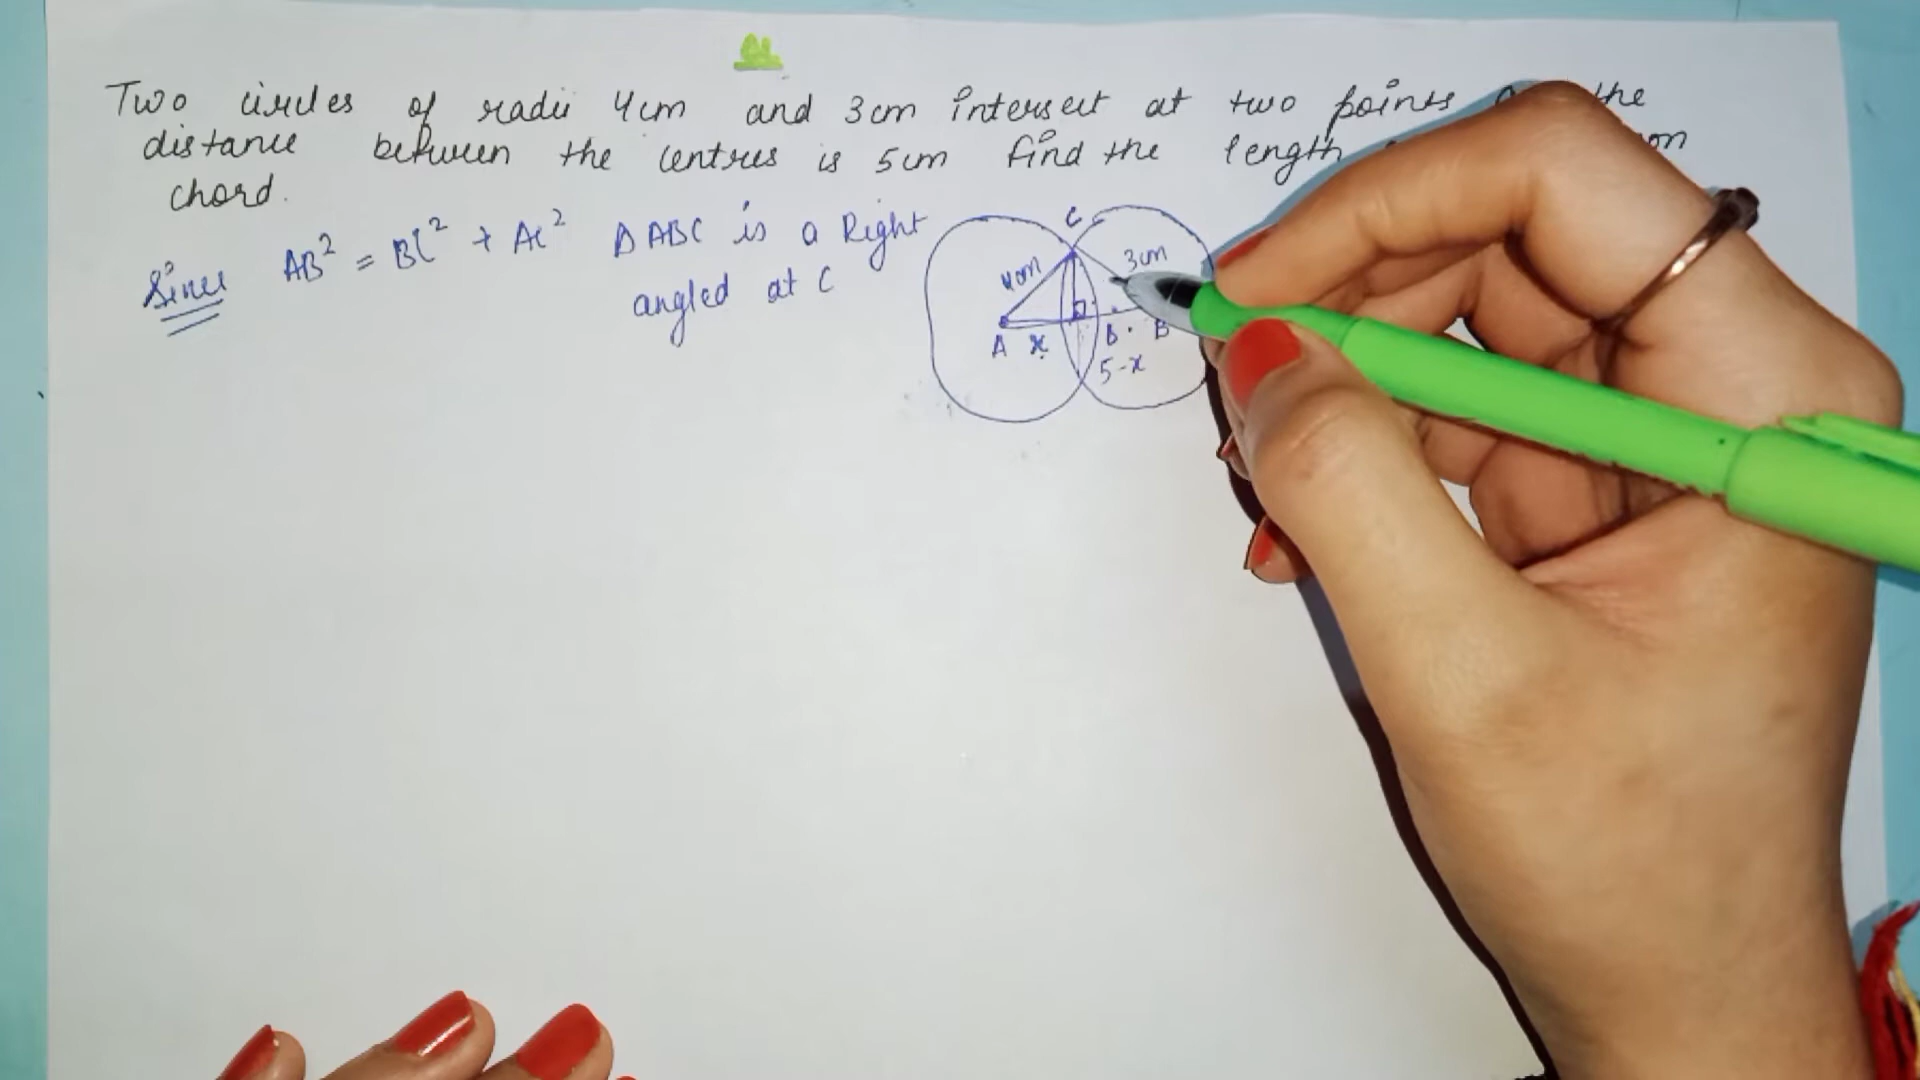 Two circles of radii 4cm and 3cm intersect at two points the
distance between the centres is 5cm find the length
chord.
Since AB² = BC² + AC² Δ ABC is a Right
angled at C
C
4cm
3cm
A x B B
5-x